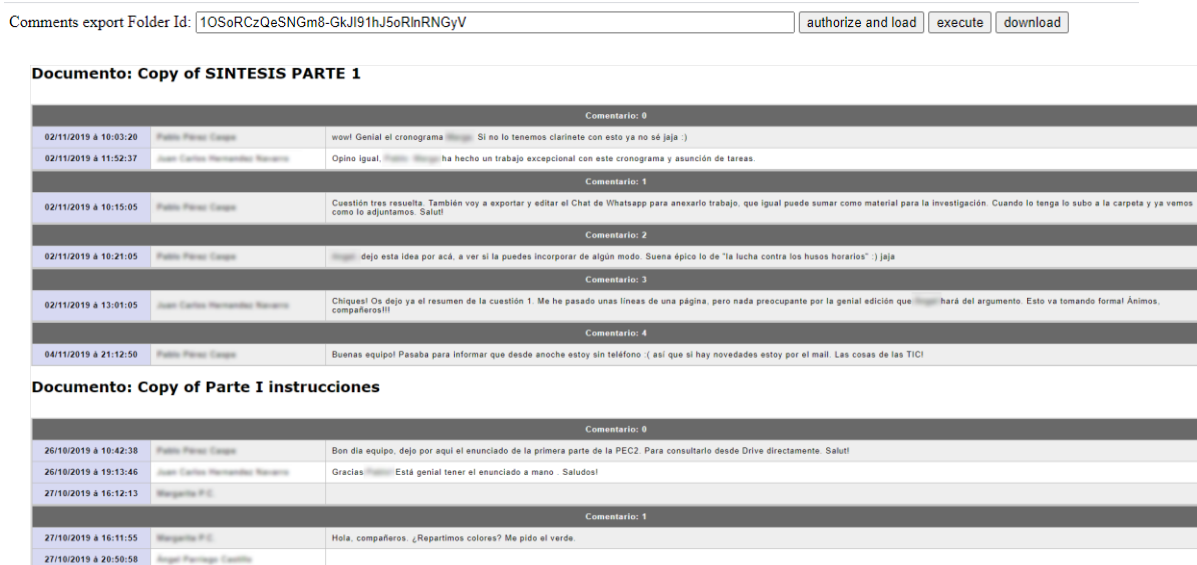 Comments export Folder Id: 1OSoRCzQeSNGm8-GkJI91hJ5oRlnRNGyV authorize and load execute download
Documento: Copy of SINTESIS PARTE 1
Comentario: 0
02/11/2019 á 10:03:20 wow! Genial el cronograma Si no lo tenemos clarinete con esto ya no sé jaja :)
02/11/2019 á 11:52:37 Opino igual, ha hecho un trabajo excepcional con este cronograma y asunción de tareas.
Comentario: 1
02/11/2019 á 10:15:05 Cuestión tres resuelta. También voy a exportar y editar el Chat de Whatsapp para anexarlo trabajo, que igual puede sumar como material para la investigación. Cuando lo tenga lo subo a la carpeta y ya vemos
como lo adjuntamos. Salut!
Comentario: 2
02/11/2019 á 10:21:05 dejo esta idea por acá, a ver si la puedes incorporar de algún modo. Suena épico lo de "la lucha contra los husos horarios" :) jaja
Comentario: 3
02/11/2019 á 13:01:05 Chiques! Os dejo ya el resumen de la cuestión 1. Me he pasado unas líneas de una página, pero nada preocupante por la genial edición que hará del argumento. Esto va tomando forma! Ánimos,
compañeros!!!
Comentario: 4
04/11/2019 á 21:12:50 Buenas equipo! Pasaba para informar que desde anoche estoy sin teléfono :( así que si hay novedades estoy por el mail. Las cosas de las TIC!
Documento: Copy of Parte I instrucciones
Comentario: 0
26/10/2019 á 10:42:38 Bon dia equipo, dejo por aquí el enunciado de la primera parte de la PEC2. Para consultarlo desde Drive directamente. Salut!
26/10/2019 á 19:13:46 Gracias Está genial tener el enunciado a mano . Saludos!
27/10/2019 á 16:12:13
Comentario: 1
27/10/2019 á 16:11:55 Hola, compañeros. ¿Repartimos colores? Me pido el verde.
27/10/2019 á 20:50:58